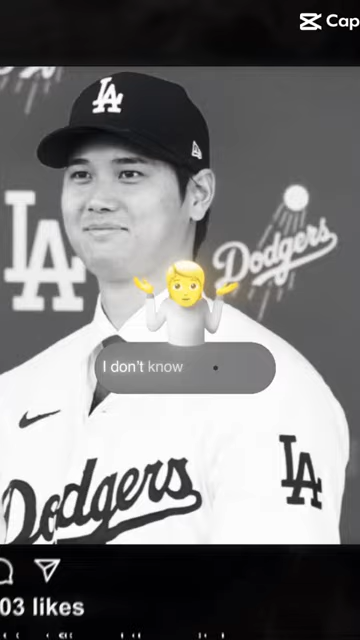 Cap
LA
LA
Dodgers
I don't know
LA
Dodgers
03 likes